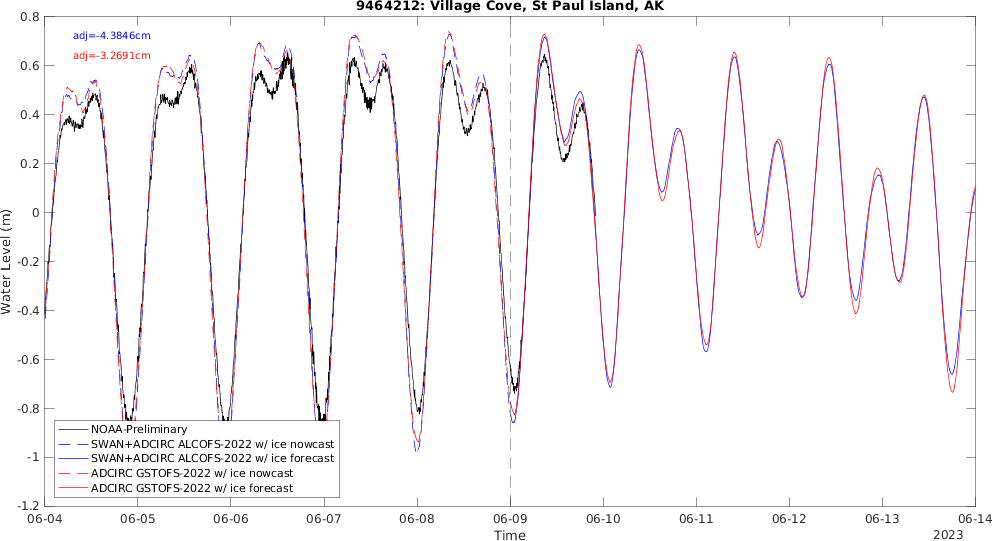 9464212: Village Cove, St Paul Island, AK
adj=-4.3846cm
adj=-3.2691cm
0.8
0.6
0.4
0.2
0
-0.2
-0.4
-0.6
-0.8
-1
-1.2
Water Level (m)
NOAA-Preliminary
SWAN+ADCIRC ALCOFS-2022 w/ ice nowcast
SWAN+ADCIRC ALCOFS-2022 w/ ice forecast
ADCIRC GSTOFS-2022 w/ ice nowcast
ADCIRC GSTOFS-2022 w/ ice forecast
06-04 06-05 06-06 06-07 06-08 06-09 06-10 06-11 06-12 06-13 06-14
Time
2023